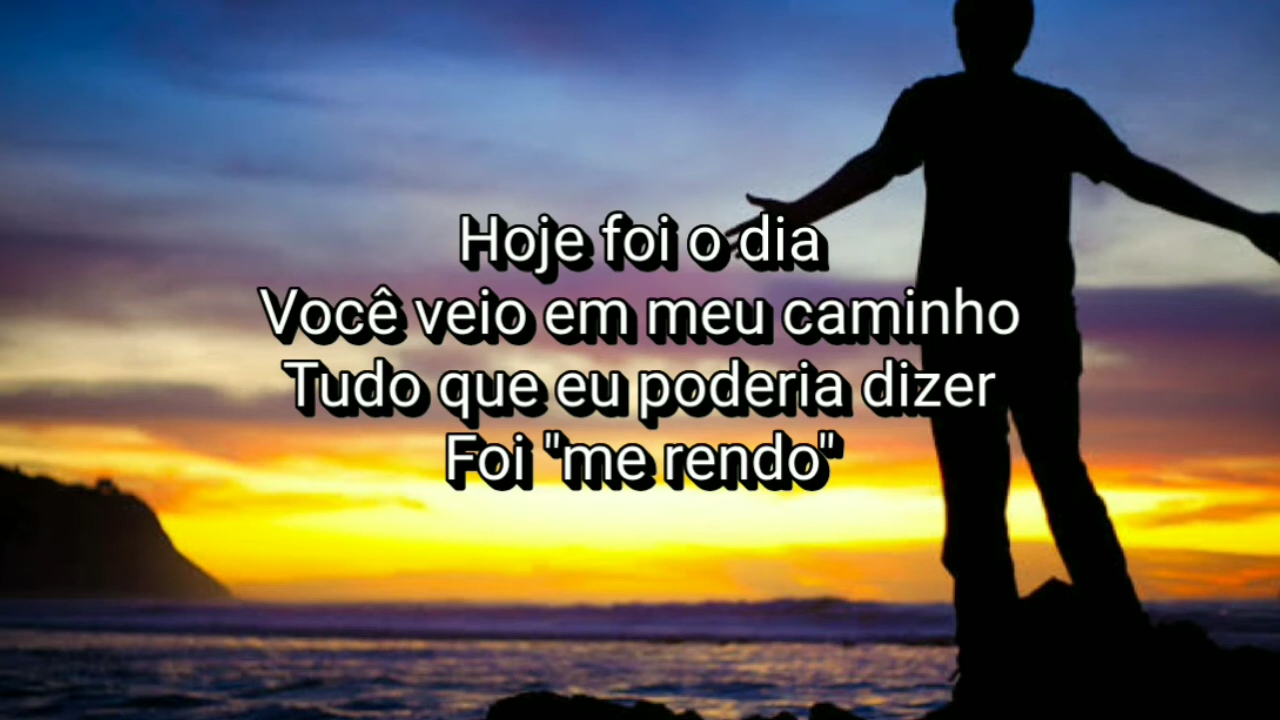 Hoje foi o dia
Você veio em meu caminho
Tudo que eu poderia dizer
Foi "me rendo"